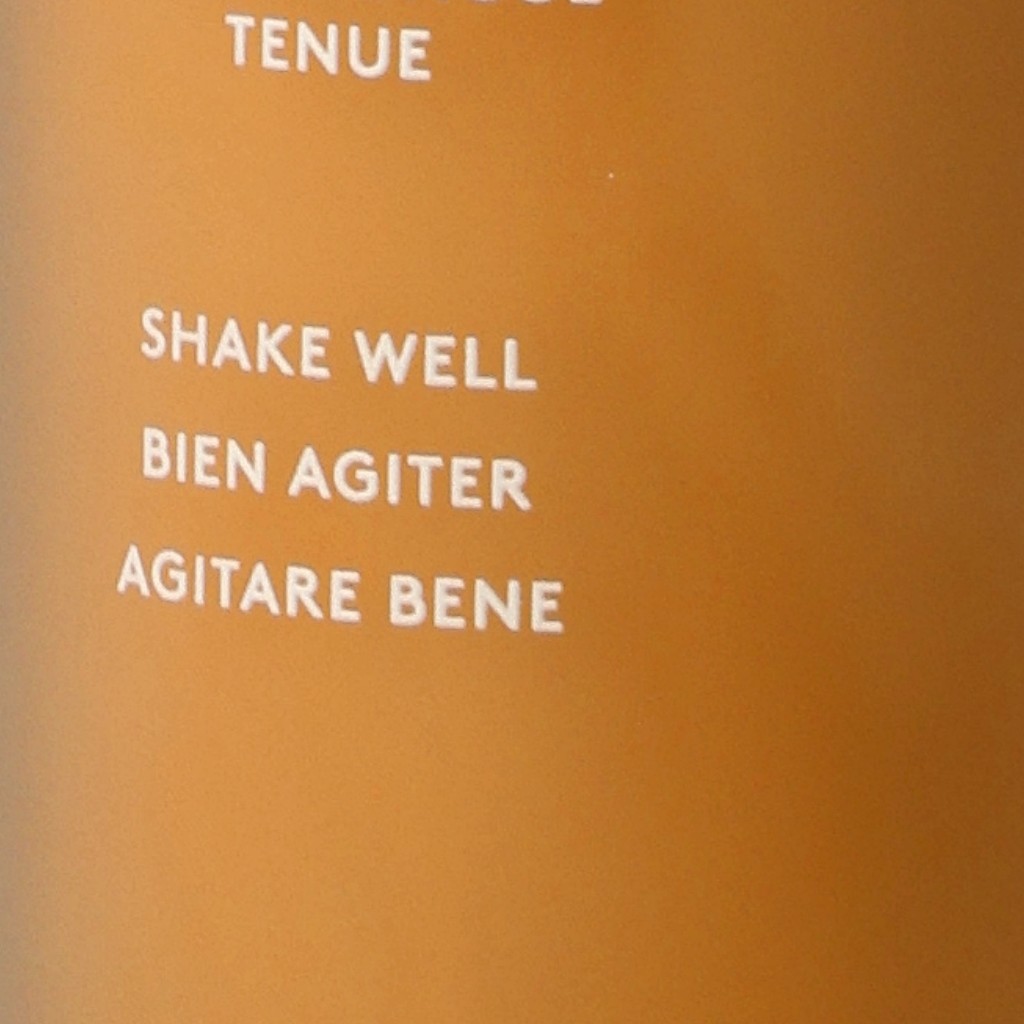 TENUE
SHAKE WELL
BIEN AGITER
AGITARE BENE